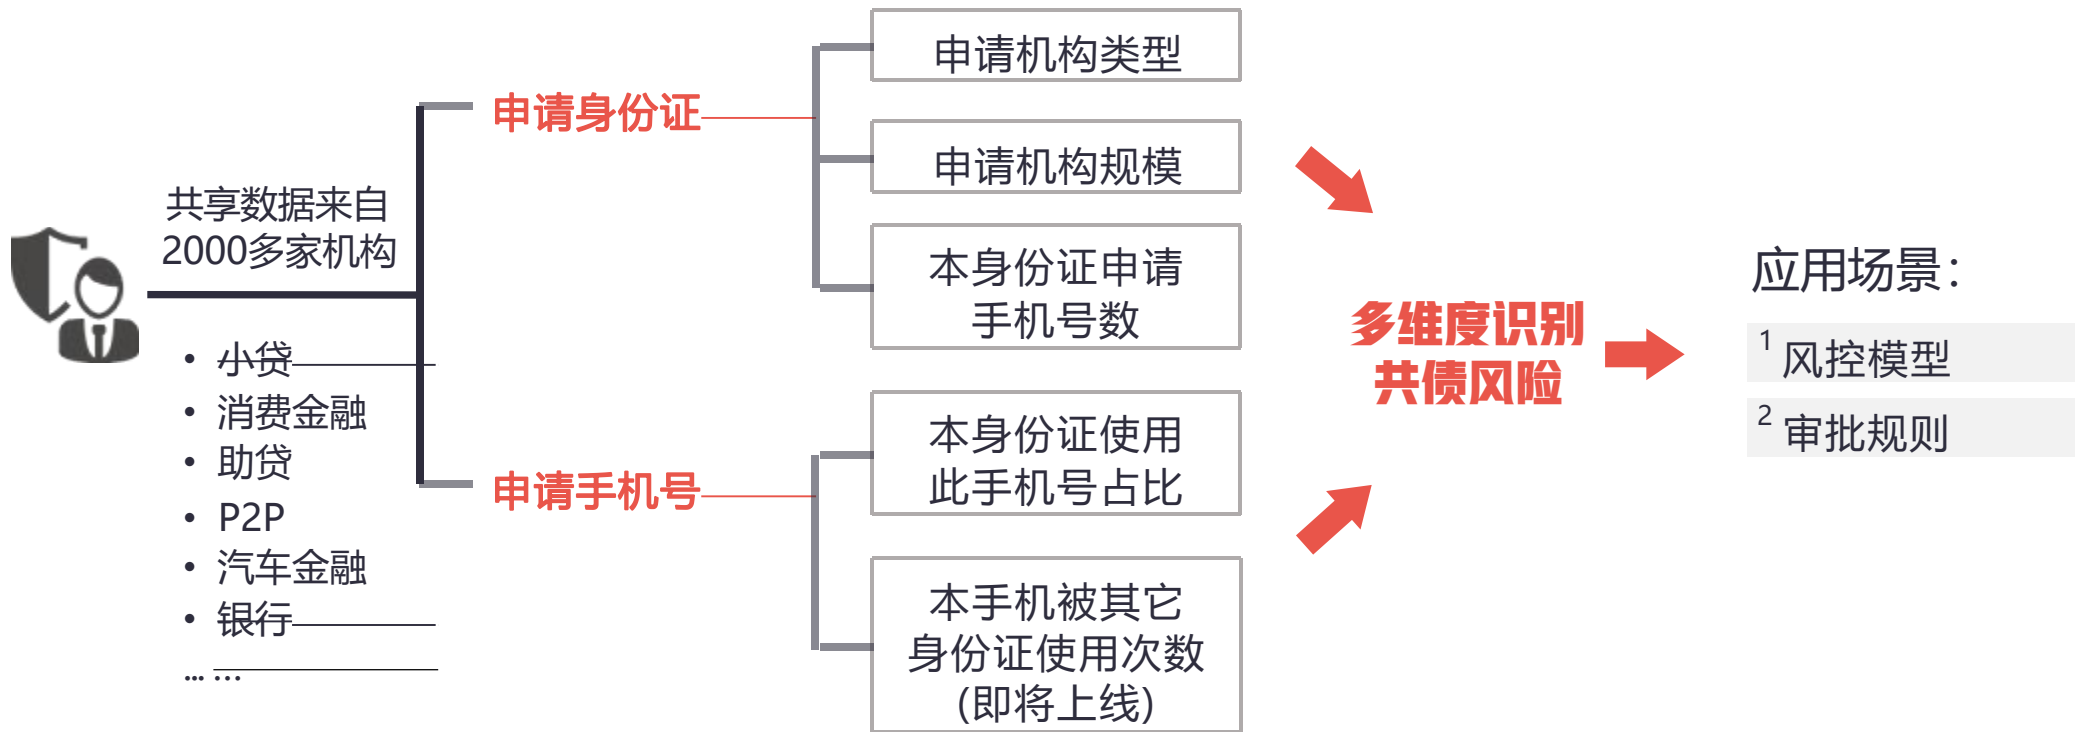 共享数据来自
2000多家机构
• 小贷
• 消费金融
• 助贷
• P2P
• 汽车金融
• 银行
... ...
申请身份证
申请机构类型
申请机构规模
本身份证申请
手机号数
申请手机号
本身份证使用
此手机号占比
本手机被其它
身份证使用次数
(即将上线)
多维度识别
共债风险
应用场景：
1 风控模型
2 审批规则